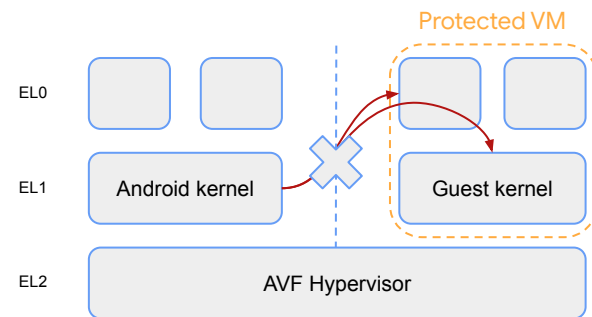 Protected VM
EL0
EL1
Android kernel
Guest kernel
EL2
AVF Hypervisor